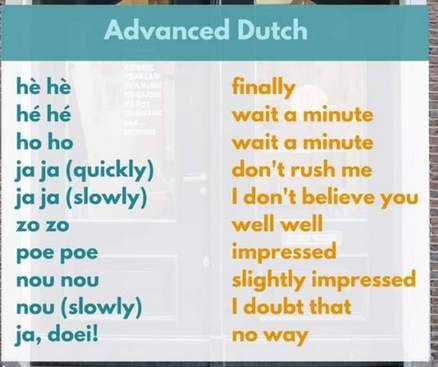 Advanced Dutch
hè hè finally
hé hé wait a minute
ho ho wait a minute
ja ja (quickly) don't rush me
ja ja (slowly) I don't believe you
zo zo well well
poe poe impressed
nou nou slightly impressed
nou (slowly) I doubt that
ja, doei! no way